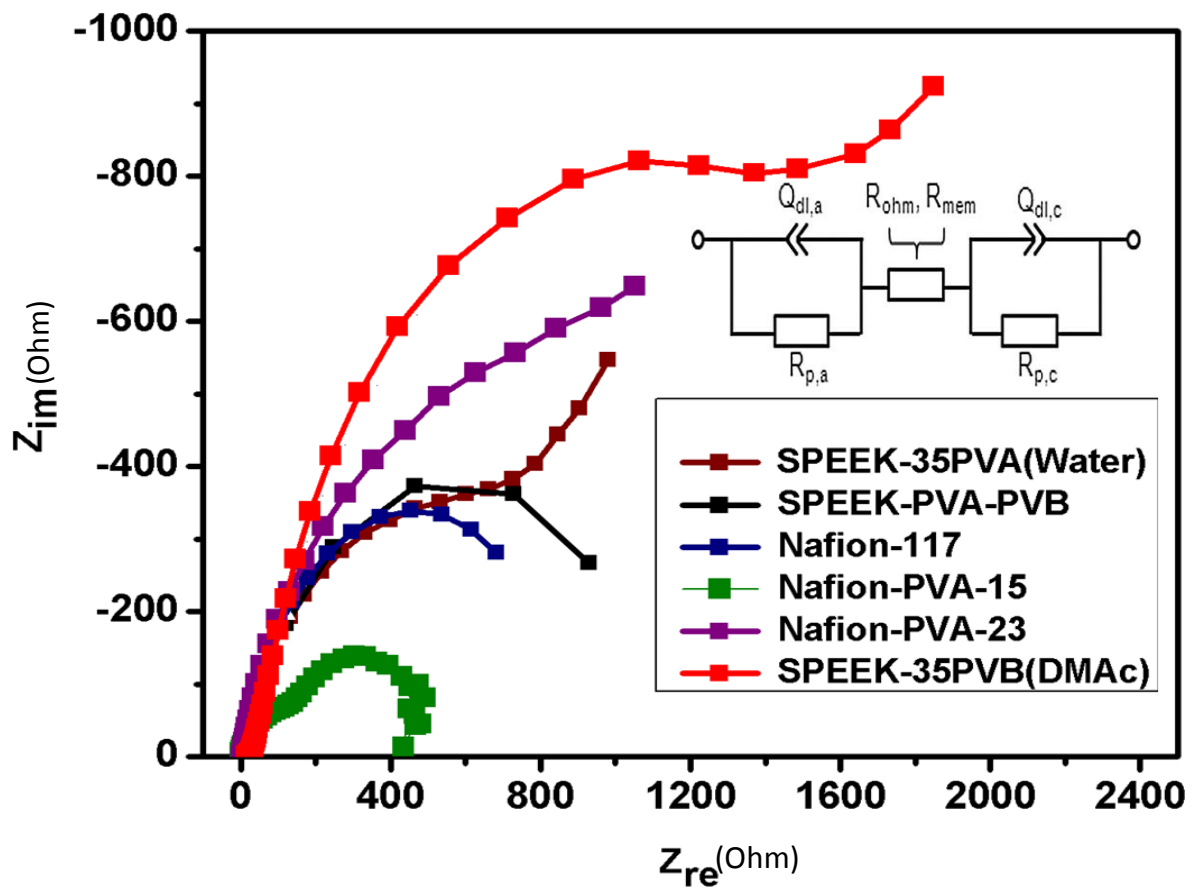 -1000
-800
-600
-400
-200
0
Zim(Ohm)
0 400 800 1200 1600 2000 2400
Zre(Ohm)
Qdl,a Rohm, Rmem Qdl,c
Rp,a Rp,c
SPEEK-35PVA(Water)
SPEEK-PVA-PVB
Nafion-117
Nafion-PVA-15
Nafion-PVA-23
SPEEK-35PVB(DMAc)